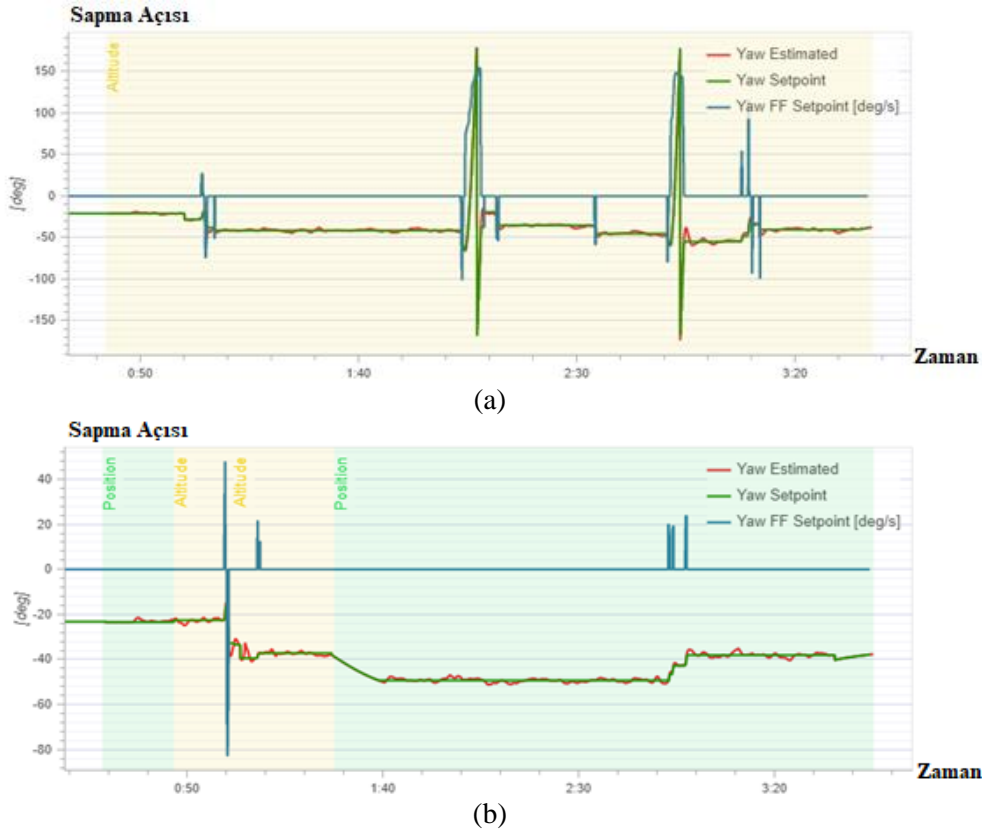 Sapma Açısı
Altitude
Yaw Estimated
Yaw Setpoint
Yaw FF Setpoint [deg/s]
150
100
50
0
-50
-100
-150
[deg]
0:50 1:40 2:30 3:20
Zaman
(a)
Sapma Açısı
Position
Altitude
Altitude
Position
Yaw Estimated
Yaw Setpoint
Yaw FF Setpoint [deg/s]
40
20
0
-20
-40
-60
-80
[deg]
0:50 1:40 2:30 3:20
Zaman
(b)